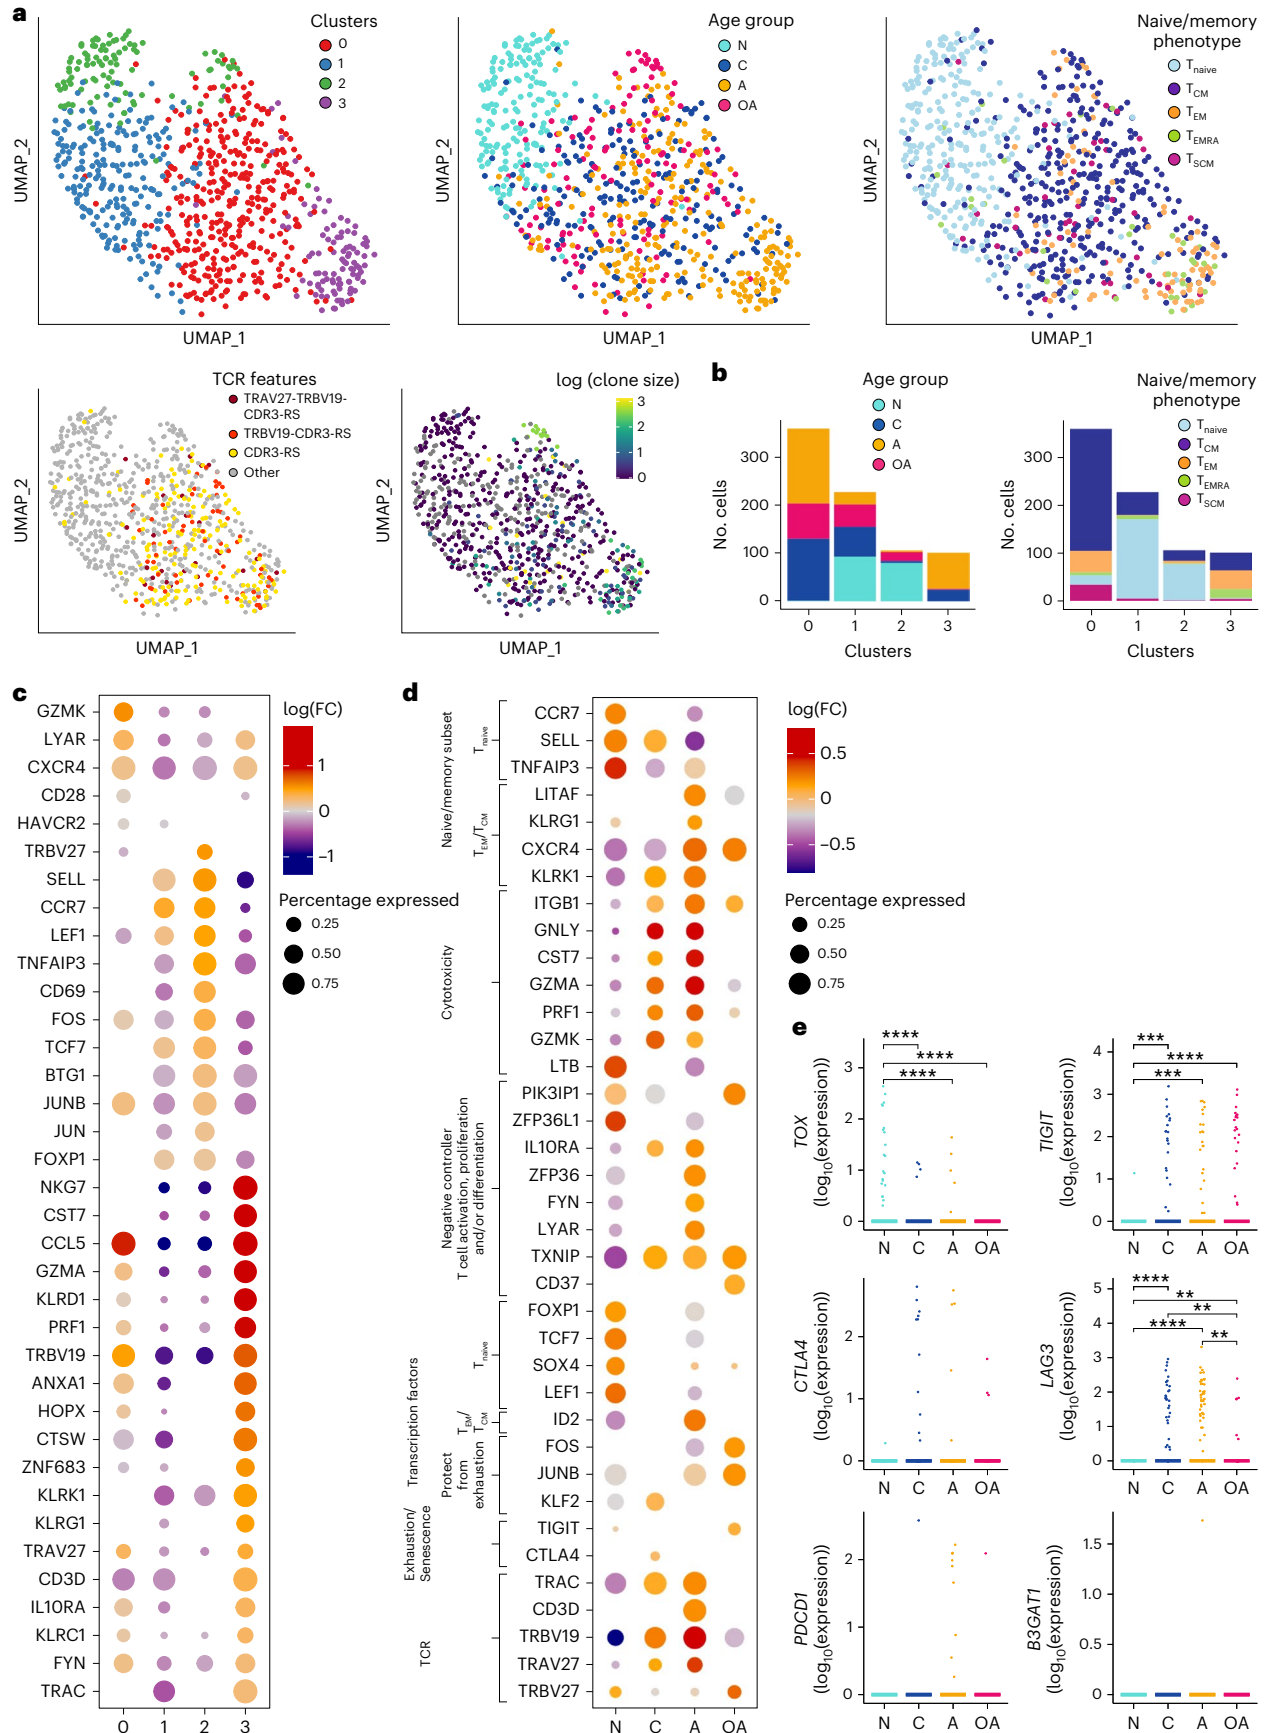 a
Clusters
0
1
2
3
UMAP_2
UMAP_1
Age group
N
C
A
OA
UMAP_2
UMAP_1
Naive/memory
phenotype
Tnaive
TCM
TEM
TEMRA
TSCM
UMAP_2
UMAP_1
TCR features
TRAV27-TRBV19-
CDR3-RS
TRBV19-CDR3-RS
CDR3-RS
Other
UMAP_2
UMAP_1
log (clone size)
3
2
1
0
UMAP_2
UMAP_1
b
Age group
N
C
A
OA
No. cells
300
200
100
0
0 1 2 3
Clusters
Naive/memory
phenotype
Tnaive
TCM
TEM
TEMRA
TSCM
No. cells
300
200
100
0
0 1 2 3
Clusters
c
GZMK
LYAR
CXCR4
CD28
HAVCR2
TRBV27
SELL
CCR7
LEF1
TNFAIP3
CD69
FOS
TCF7
BTG1
JUNB
JUN
FOXP1
NKG7
CST7
CCL5
GZMA
KLRD1
PRF1
TRBV19
ANXA1
HOPX
CTSW
ZNF683
KLRK1
KLRG1
TRAV27
CD3D
IL10RA
KLRC1
FYN
TRAC
0 1 2 3
log(FC)
1
0
−1
Percentage expressed
0.25
0.50
0.75
d
Naive/memory subset
Tnaive
TEM/TCM
Cytotoxicity
Negative controller
T cell activation, proliferation
and/or differentiation
Transcription factors
Tnaive
TEM/
TCM
Protect
from
exhaustion
Exhaustion/
Senescence
TCR
CCR7
SELL
TNFAIP3
LITAF
KLRG1
CXCR4
KLRK1
ITGB1
GNLY
CST7
GZMA
PRF1
GZMK
LTB
PIK3IP1
ZFP36L1
IL10RA
ZFP36
FYN
LYAR
TXNIP
CD37
FOXP1
TCF7
SOX4
LEF1
ID2
FOS
JUNB
KLF2
TIGIT
CTLA4
TRAC
CD3D
TRBV19
TRAV27
TRBV27
N C A OA
log(FC)
0.5
0
−0.5
Percentage expressed
0.25
0.50
0.75
e
TOX
(log10(expression))
3
2
1
0
****
****
****
N C A OA
TIGIT
(log10(expression))
4
3
2
1
0
***
****
***
N C A OA
CTLA4
(log10(expression))
2
1
0
N C A OA
LAG3
(log10(expression))
5
4
3
2
1
0
****
**
**
****
**
N C A OA
PDCD1
(log10(expression))
2
1
0
N C A OA
B3GAT1
(log10(expression))
1.5
1.0
0.5
0
N C A OA